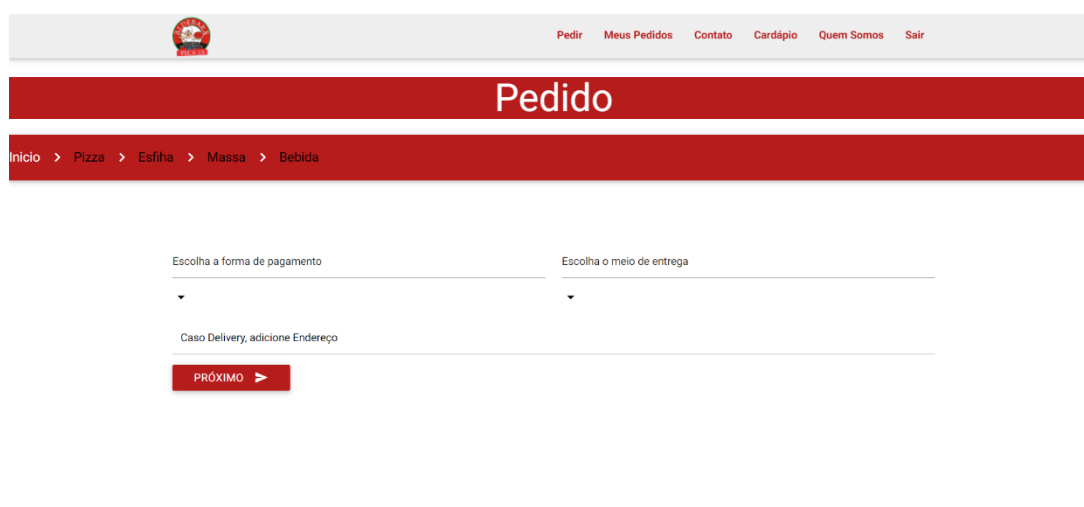 Pedir Meus Pedidos Contato Cardápio Quem Somos Sair
Pedido
Inicio > Pizza > Esfiha > Massa > Bebida
Escolha a forma de pagamento Escolha o meio de entrega
Caso Delivery, adicione Endereço
PRÓXIMO